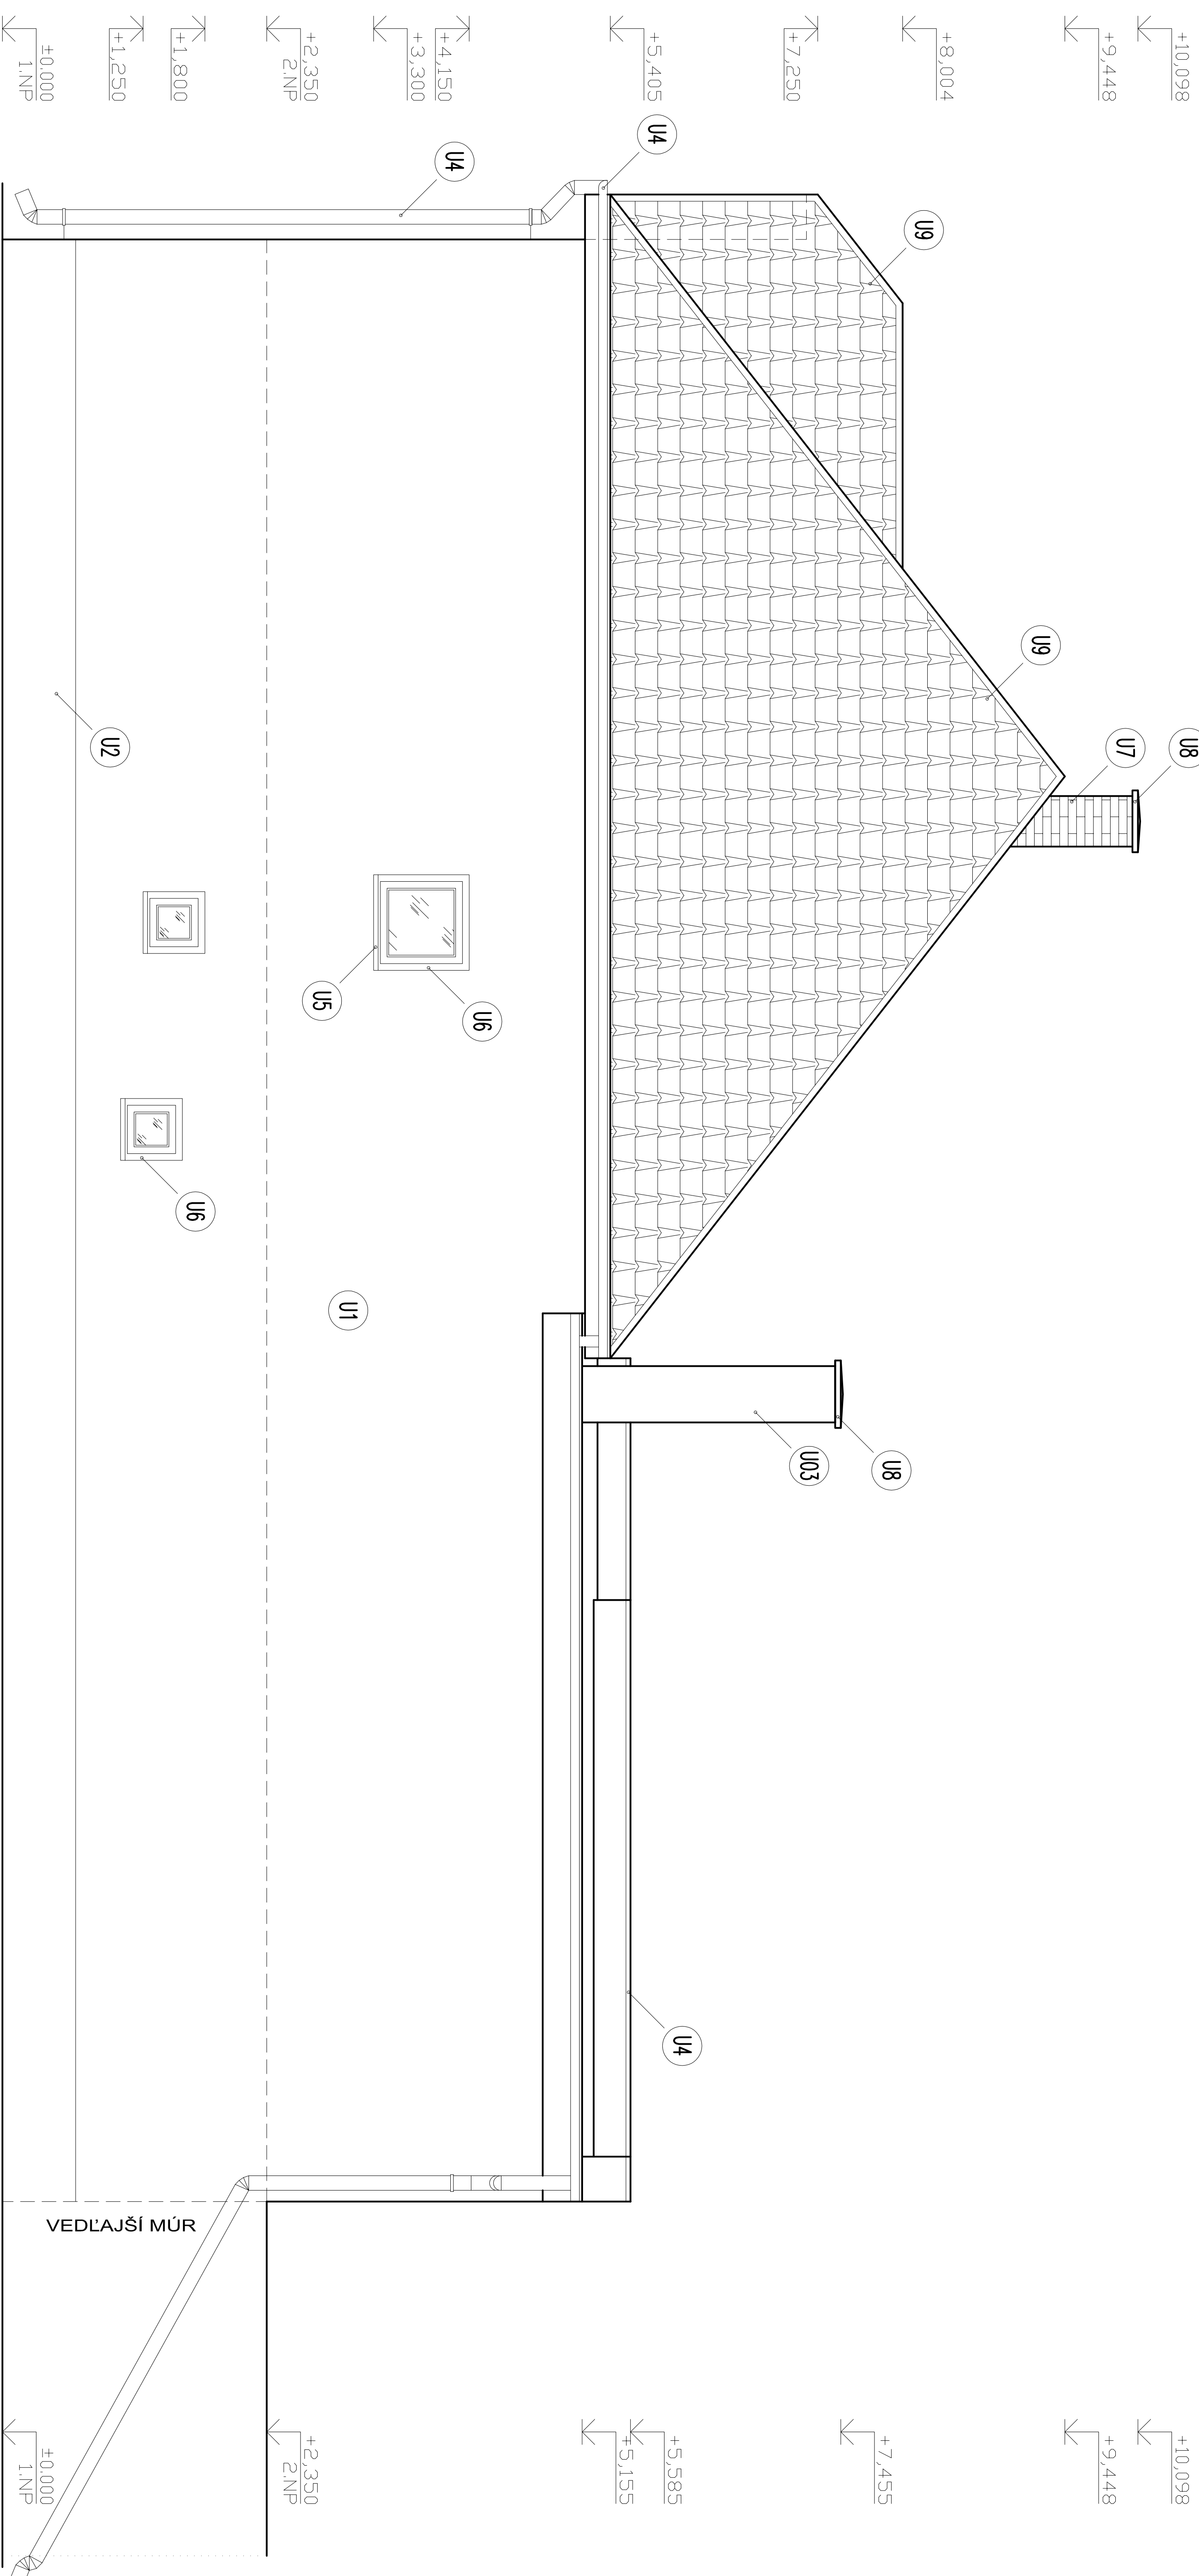 +10,098
+9,448
+8,004
+7,250
+5,405
+4,150
+3,300
+2,350
2.NP
+1,800
+1,250
±0.000
1.NP
U8
U7
U9
U9
U4
U4
U8
U03
U6
U5
U1
U6
U2
U4
VEDĽAJŠÍ MÚR
+10,098
+9,448
+7,455
+5,585
+5,155
+2,350
2.NP
±0.000
1.NP